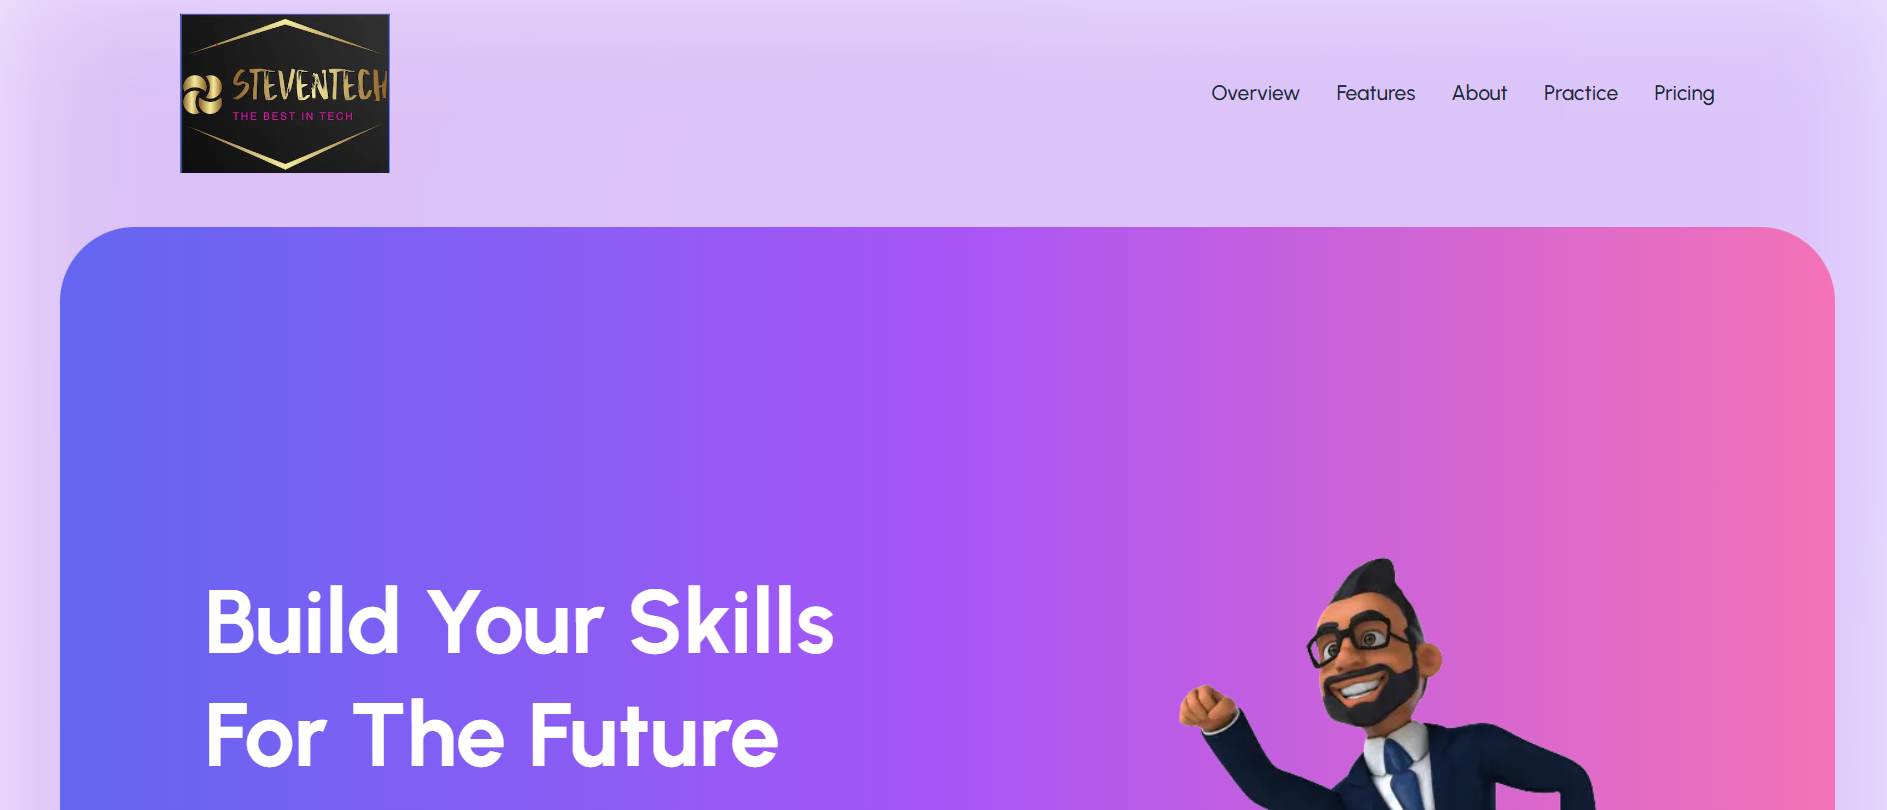 STEVENTECH
THE BEST IN TECH
Overview Features About Practice Pricing
Build Your Skills
For The Future